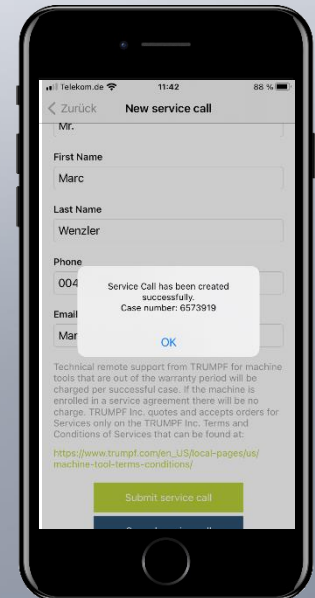 Telekom.de 11:42 88 %
Zurück New service call
Mr.
First Name
Marc
Last Name
Wenzler
Phone
004
Service Call has been created
successfully.
Case number: 6573919
Email
Mar
OK
Technical remote support from TRUMPF for machine
tools that are out of the warranty period will be
charged per successful case. If the machine is
enrolled in a service agreement there will be no
charge. TRUMPF Inc. quotes and accepts orders for
Services only on the TRUMPF Inc. Terms and
Conditions of Services that can be found at:
https://www.trumpf.com/en_US/local-pages/us/
machine-tool-terms-conditions/
Submit service call